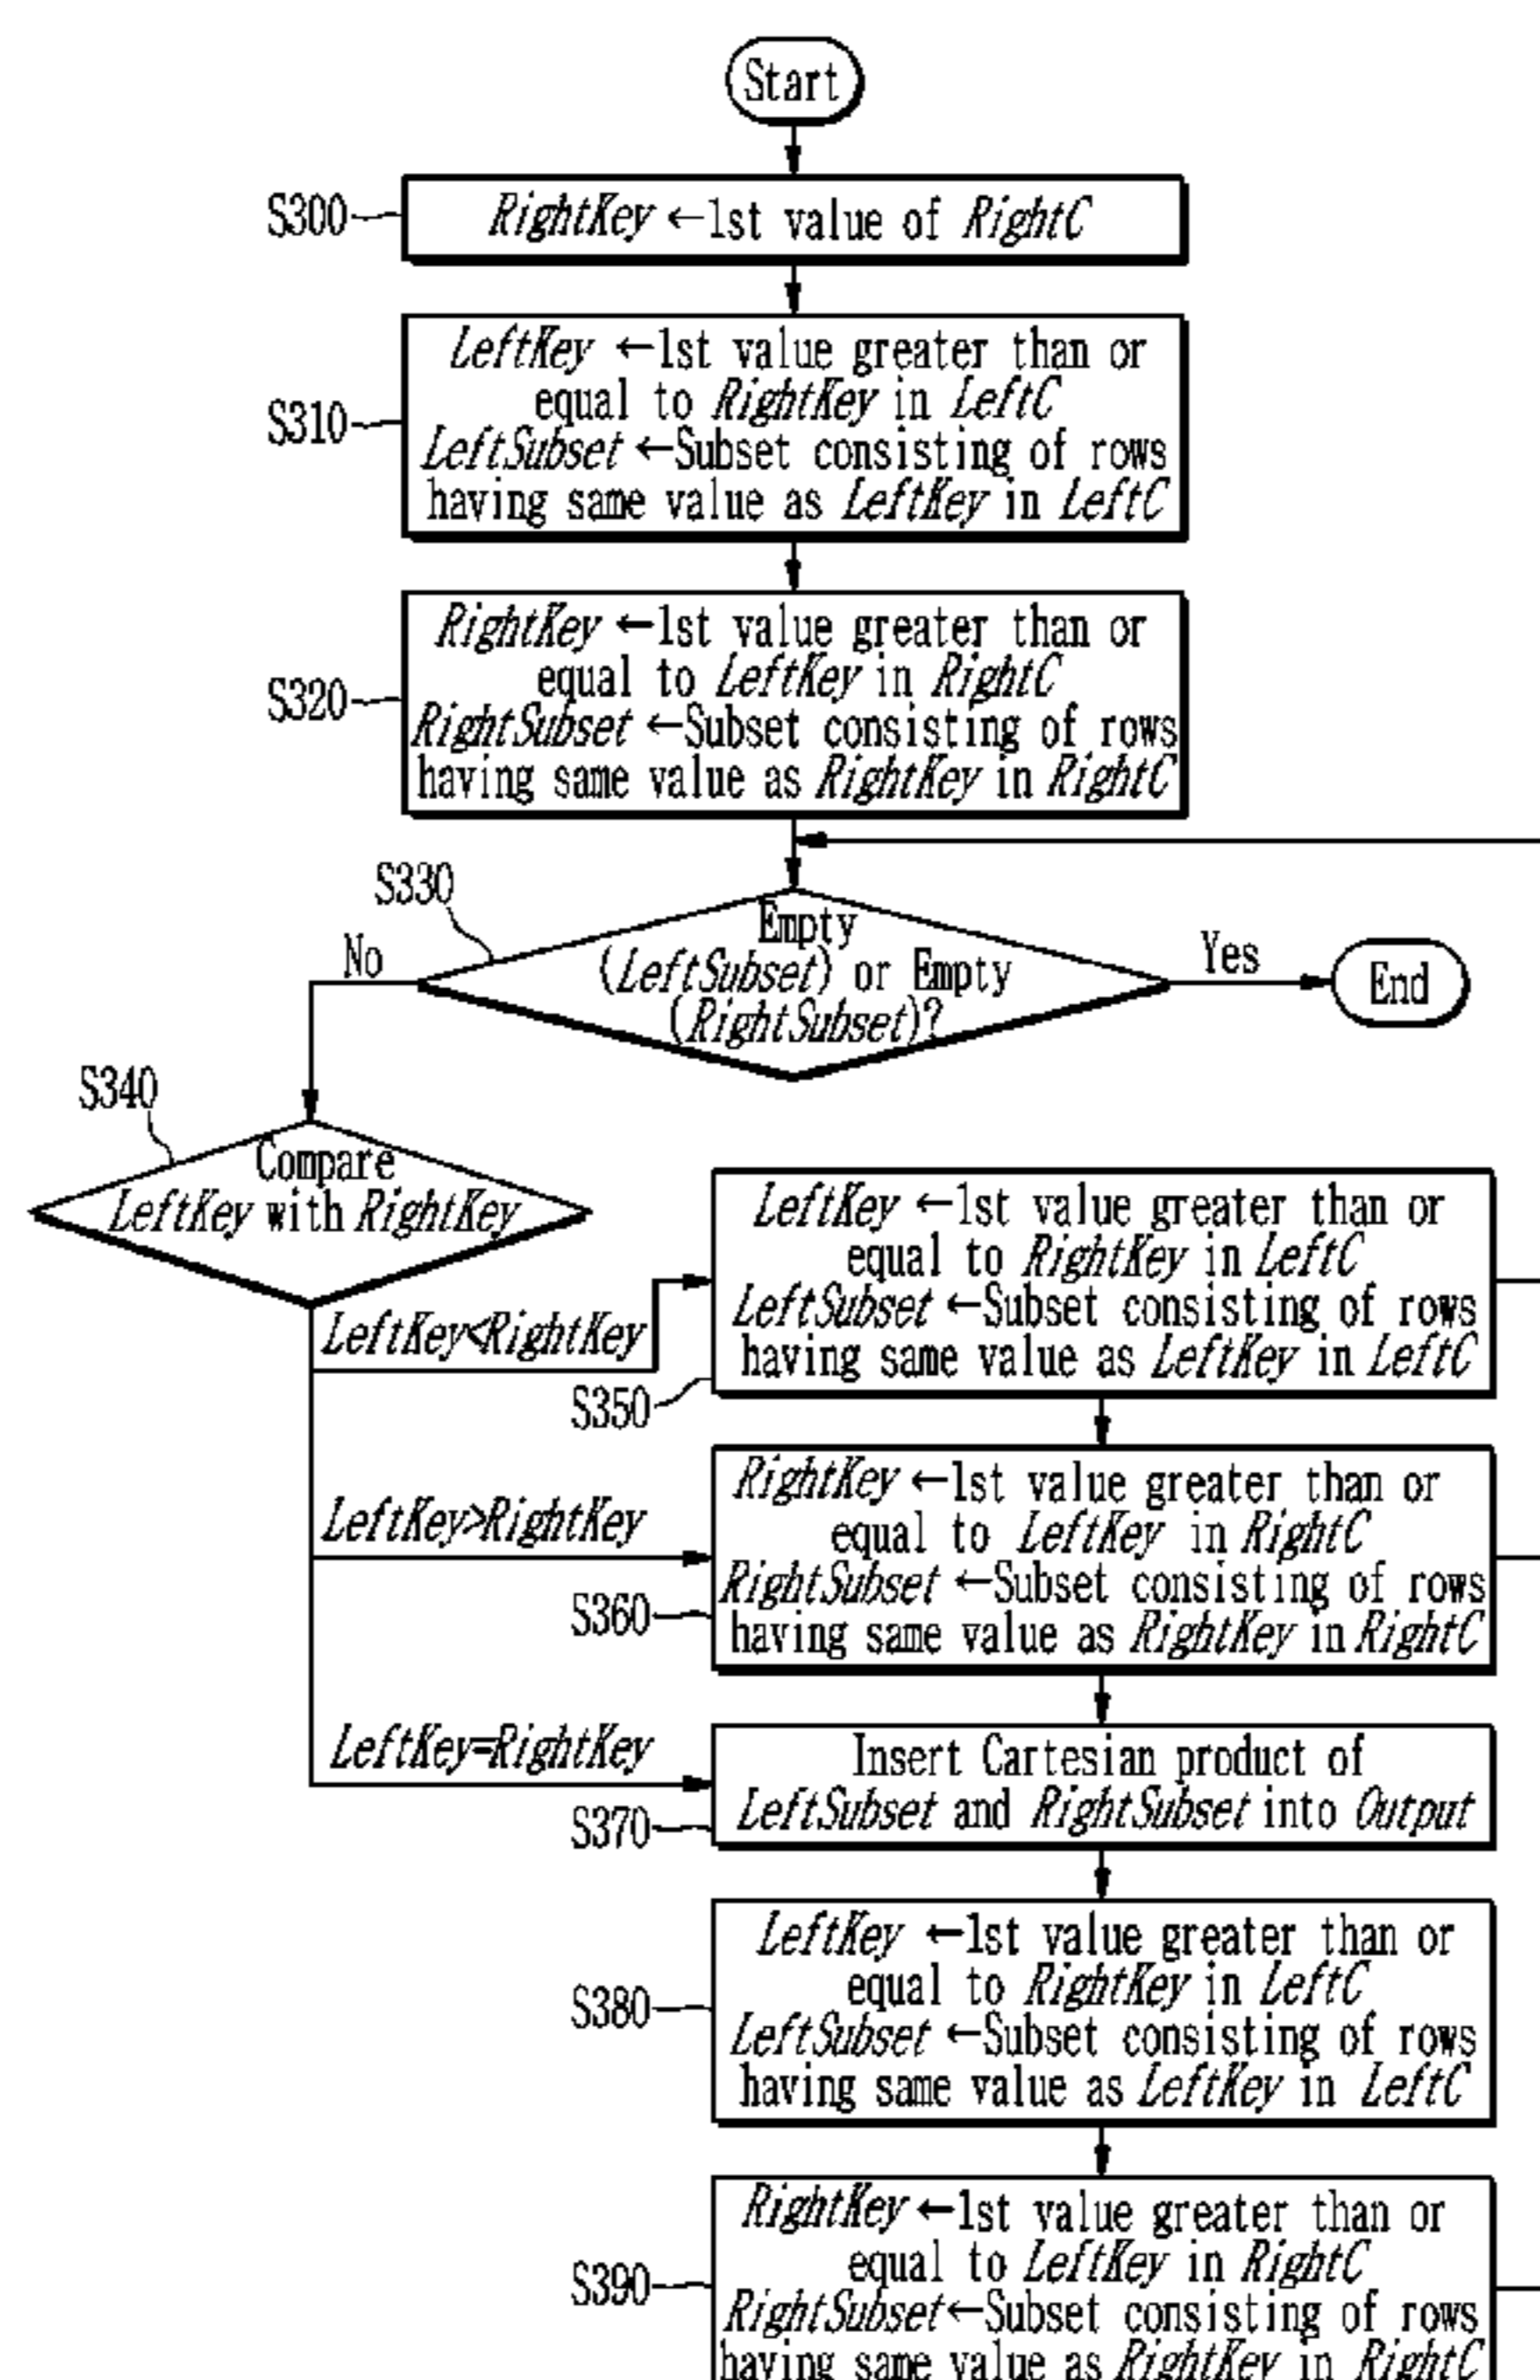 Start
S300
RightKey ←1st value of RightC
S310
LeftKey ←1st value greater than or
equal to RightKey in LeftC
LeftSubset ←Subset consisting of rows
having same value as LeftKey in LeftC
S320
RightKey ←1st value greater than or
equal to LeftKey in RightC
RightSubset ←Subset consisting of rows
having same value as RightKey in RightC
S330
Empty
(LeftSubset) or Empty
(RightSubset)?
No
Yes
End
S340
Compare
LeftKey with RightKey
LeftKey<RightKey
S350
LeftKey ←1st value greater than or
equal to RightKey in LeftC
LeftSubset ←Subset consisting of rows
having same value as LeftKey in LeftC
LeftKey>RightKey
S360
RightKey ←1st value greater than or
equal to LeftKey in RightC
RightSubset ←Subset consisting of rows
having same value as RightKey in RightC
LeftKey=RightKey
S370
Insert Cartesian product of
LeftSubset and RightSubset into Output
S380
LeftKey ←1st value greater than or
equal to RightKey in LeftC
LeftSubset ←Subset consisting of rows
having same value as LeftKey in LeftC
S390
RightKey ←1st value greater than or
equal to LeftKey in RightC
RightSubset←Subset consisting of rows
having same value as RightKey in RightC